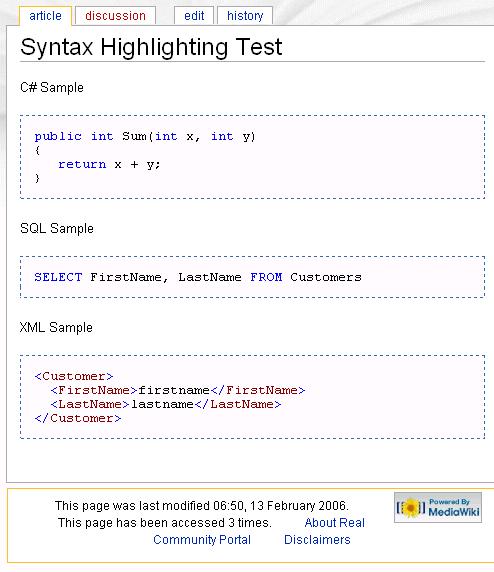 article discussion edit history
Syntax Highlighting Test
C# Sample
public int Sum(int x, int y)
{
return x + y;
}
SQL Sample
SELECT FirstName, LastName FROM Customers
XML Sample
<Customer>
<FirstName>firstname</FirstName>
<LastName>lastname</LastName>
</Customer>
This page was last modified 06:50, 13 February 2006.
This page has been accessed 3 times. About Real
Community Portal Disclaimers
Powered By
MediaWiki